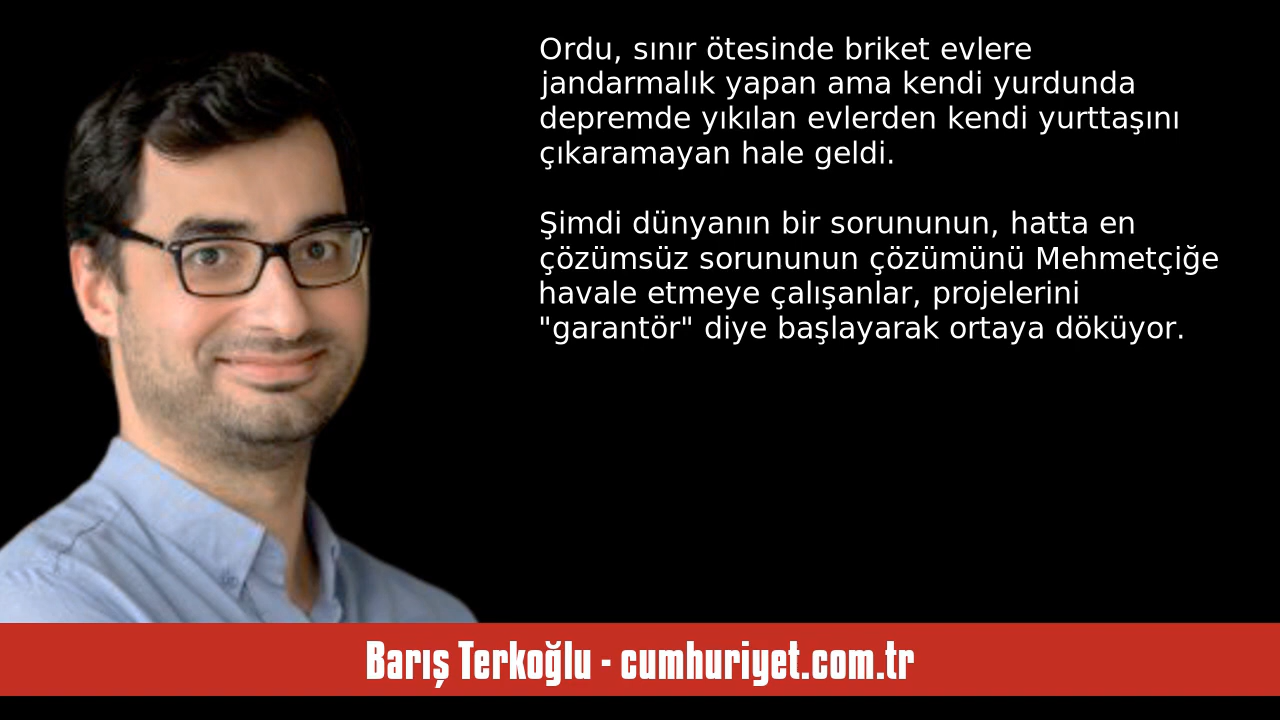 Ordu, sınır ötesinde briket evlere
jandarmalık yapan ama kendi yurdunda
depremde yıkılan evlerden kendi yurttaşını
çıkaramayan hale geldi.
Şimdi dünyanın bir sorununun, hatta en
çözümsüz sorununun çözümünü Mehmetçiğe
havale etmeye çalışanlar, projelerini
"garantör" diye başlayarak ortaya döküyor.
Barış Terkoğlu - cumhuriyet.com.tr